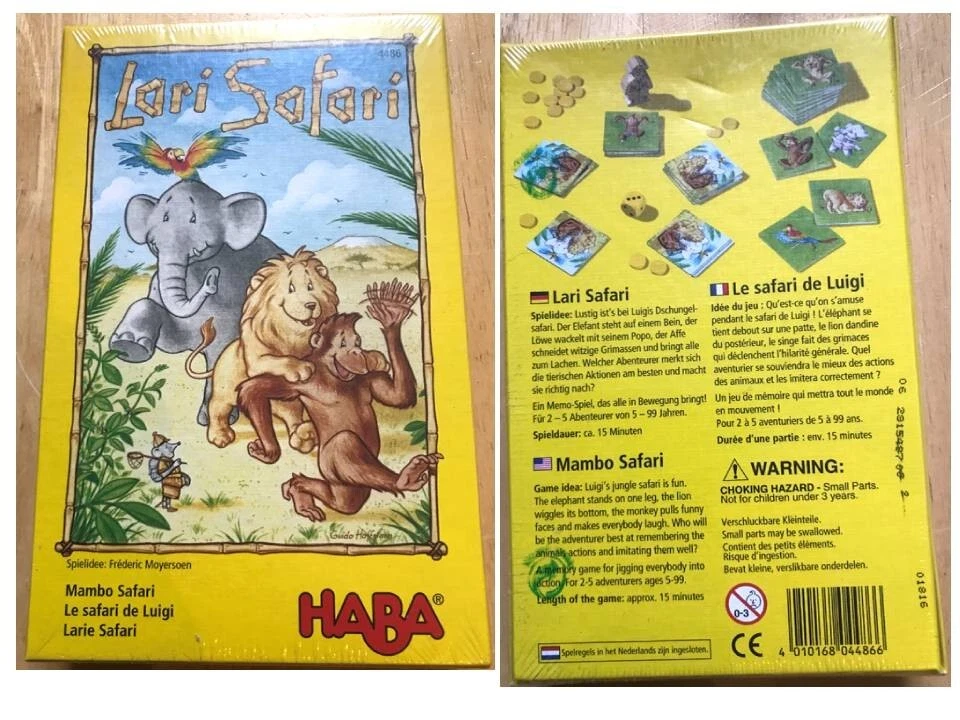 4486
Lari Safari
Guido Hoffmann
Spielidee: Fréderic Moyersoen
Mambo Safari
Le safari de Luigi
Larie Safari
HABA®
Lari Safari
Spielidee: Lustig ist's bei Luigis Dschungel-
safari. Der Elefant steht auf einem Bein, der
Löwe wackelt mit seinem Popo, der Affe
schneidet witzige Grimassen und bringt alle
zum Lachen. Welcher Abenteurer merkt sich
die tierischen Aktionen am besten und macht
sie richtig nach?
Ein Memo-Spiel, das alle in Bewegung bringt!
Für 2 – 5 Abenteurer von 5 – 99 Jahren.
Spieldauer: ca. 15 Minuten
Mambo Safari
Game idea: Luigi's jungle safari is fun.
The elephant stands on one leg, the lion
wiggles its bottom, the monkey pulls funny
faces and makes everybody laugh. Who will
be the adventurer best at remembering the
animals actions and imitating them well?
A memory game for jigging everybody into
action. For 2-5 adventurers ages 5-99.
Length of the game: approx. 15 minutes
Spelregels in het Nederlands zijn ingesloten.
Le safari de Luigi
Idée du jeu : Qu'est-ce qu'on s'amuse
pendant le safari de Luigi ! L'éléphant se
tient debout sur une patte, le lion dandine
du postérieur, le singe fait des grimaces
qui déclenchent l'hilarité générale. Quel
aventurier se souviendra le mieux des actions
des animaux et les imitera correctement ?
Un jeu de mémoire qui mettra tout le monde
en mouvement !
Pour 2 à 5 aventuriers de 5 à 99 ans.
Durée d'une partie : env. 15 minutes
WARNING:
CHOKING HAZARD - Small Parts.
Not for children under 3 years.
Verschluckbare Kleinteile.
Small parts may be swallowed.
Contient des petits éléments.
Risque d'ingestion.
Bevat kleine, verslikbare onderdelen.
0-3
CE
4 010168 044866
01816